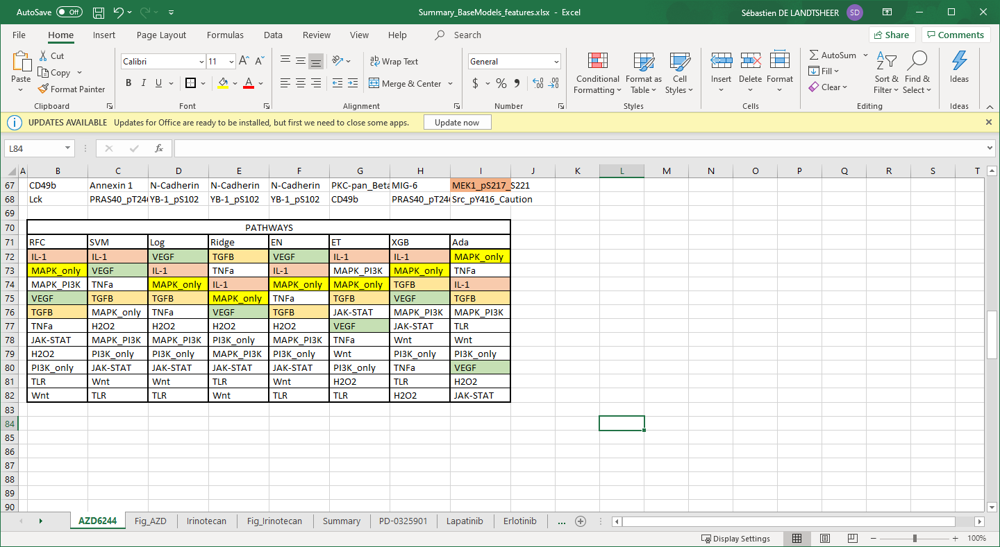 AutoSave Off Summary_BaseModels_features.xlsx - Excel Sébastien DE LANDTSHEER SD
File Home Insert Page Layout Formulas Data Review View Help Search Share Comments
Paste Cut Copy Format Painter Clipboard
Calibri 11 A A B I U A Font
ab Wrap Text Merge & Center Alignment
General $ % Number
Conditional Formatting Format as Table Cell Styles Styles
Insert Delete Format Cells
AutoSum Fill Clear Sort & Filter Find & Select Editing
Ideas Ideas
UPDATES AVAILABLE Updates for Office are ready to be installed, but first we need to close some apps. Update now
L84 fx
A B C D E F G H I J K L M N O P Q R S T
67 CD49b Annexin 1 N-Cadherin N-Cadherin N-Cadherin PKC-pan_Beta MIG-6 MEK1_pS217_S221
68 Lck PRAS40_pT246 YB-1_pS102 YB-1_pS102 YB-1_pS102 CD49b PRAS40_pT246 Src_pY416_Caution
69
70 PATHWAYS
71 RFC SVM Log Ridge EN ET XGB Ada
72 IL-1 IL-1 VEGF TGFB VEGF IL-1 IL-1 MAPK_only
73 MAPK_only VEGF IL-1 TNFa IL-1 MAPK_PI3K MAPK_only TNFa
74 MAPK_PI3K TNFa MAPK_only IL-1 MAPK_only MAPK_only TGFB IL-1
75 VEGF TGFB TGFB MAPK_only TNFa TGFB VEGF TGFB
76 TGFB MAPK_only TNFa VEGF TGFB JAK-STAT MAPK_PI3K MAPK_PI3K
77 TNFa H2O2 H2O2 H2O2 H2O2 VEGF JAK-STAT TLR
78 JAK-STAT MAPK_PI3K MAPK_PI3K PI3K_only MAPK_PI3K TNFa Wnt Wnt
79 H2O2 PI3K_only PI3K_only MAPK_PI3K PI3K_only Wnt PI3K_only PI3K_only
80 PI3K_only JAK-STAT JAK-STAT JAK-STAT JAK-STAT PI3K_only TNFa VEGF
81 TLR Wnt Wnt TLR Wnt H2O2 TLR H2O2
82 Wnt TLR TLR Wnt TLR TLR H2O2 JAK-STAT
83
84
85
86
87
88
89
90
AZD6244 Fig_AZD Irinotecan Fig_Irinotecan Summary PD-0325901 Lapatinib Erlotinib ...
Display Settings 100%